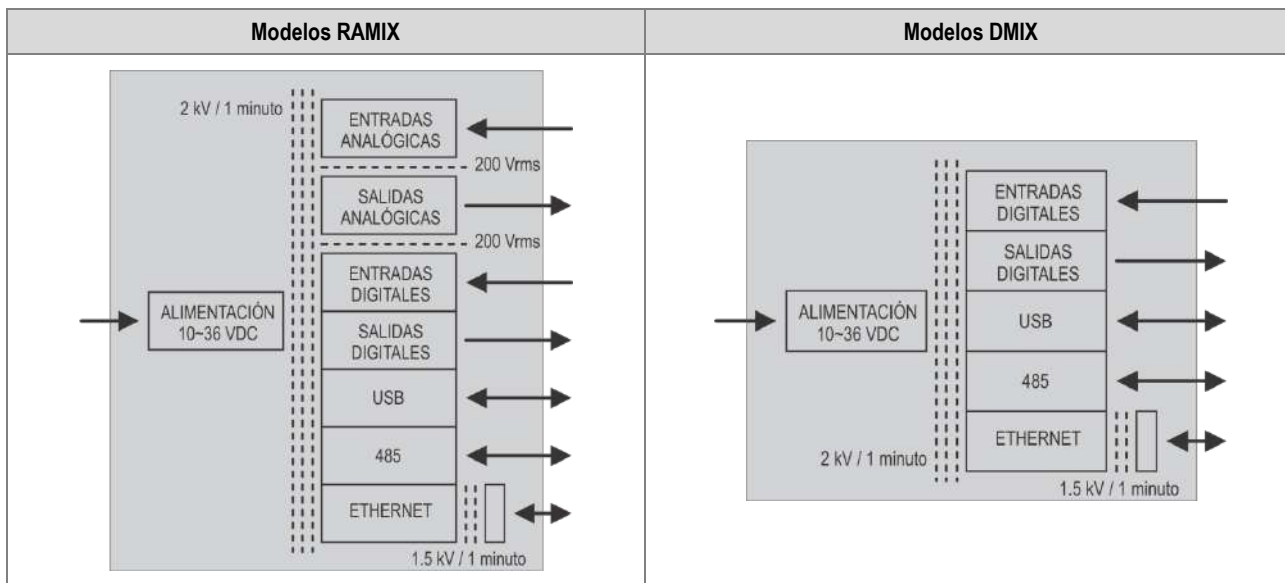 Modelos RAMIX
Modelos DMIX
2 kV / 1 minuto
ENTRADAS
ANALÓGICAS
200 Vrms
SALIDAS
ANALÓGICAS
200 Vrms
ENTRADAS
DIGITALES
ALIMENTACIÓN
10~36 VDC
SALIDAS
DIGITALES
USB
485
ETHERNET
1.5 kV / 1 minuto
ENTRADAS
DIGITALES
SALIDAS
DIGITALES
ALIMENTACIÓN
10~36 VDC
USB
485
ETHERNET
2 kV / 1 minuto
1.5 kV / 1 minuto